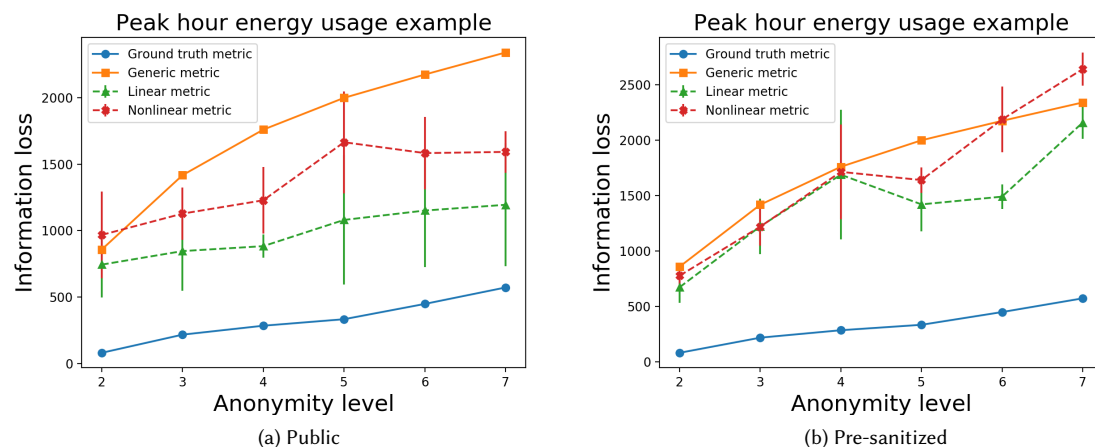 Peak hour energy usage example
Ground truth metric
Generic metric
Linear metric
Nonlinear metric
Information loss
2000
1500
1000
500
0
2 3 4 5 6 7
Anonymity level
(a) Public
Peak hour energy usage example
Ground truth metric
Generic metric
Linear metric
Nonlinear metric
Information loss
2500
2000
1500
1000
500
0
2 3 4 5 6 7
Anonymity level
(b) Pre-sanitized